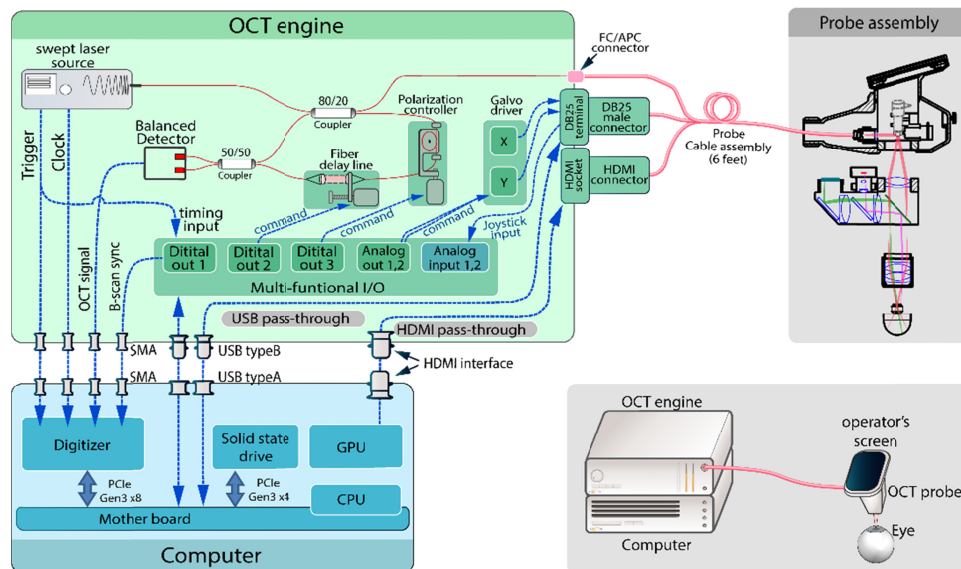 OCT engine
swept laser
source
80/20
Coupler
Polarization
controller
Galvo
driver
X
Y
FC/APC
connector
DB25
terminal
DB25
male
connector
HDMI
socket
HDMI
connector
Probe
Cable assembly
(6 feet)
Probe assembly
Trigger
Clock
Balanced
Detector
50/50
Coupler
Fiber
delay line
timing
input
command
command
command
Joystick
input
OCT signal
B-scan sync
Ditital
out 1
Ditital
out 2
Ditital
out 3
Analog
out 1,2
Analog
input 1,2
Multi-funtional I/O
USB pass-through
HDMI pass-through
SMA
USB typeB
HDMI interface
SMA
USB typeA
Digitizer
Solid state
drive
GPU
PCIe
Gen3 x8
PCIe
Gen3 x4
CPU
Mother board
Computer
OCT engine
Computer
operator's
screen
OCT probe
Eye